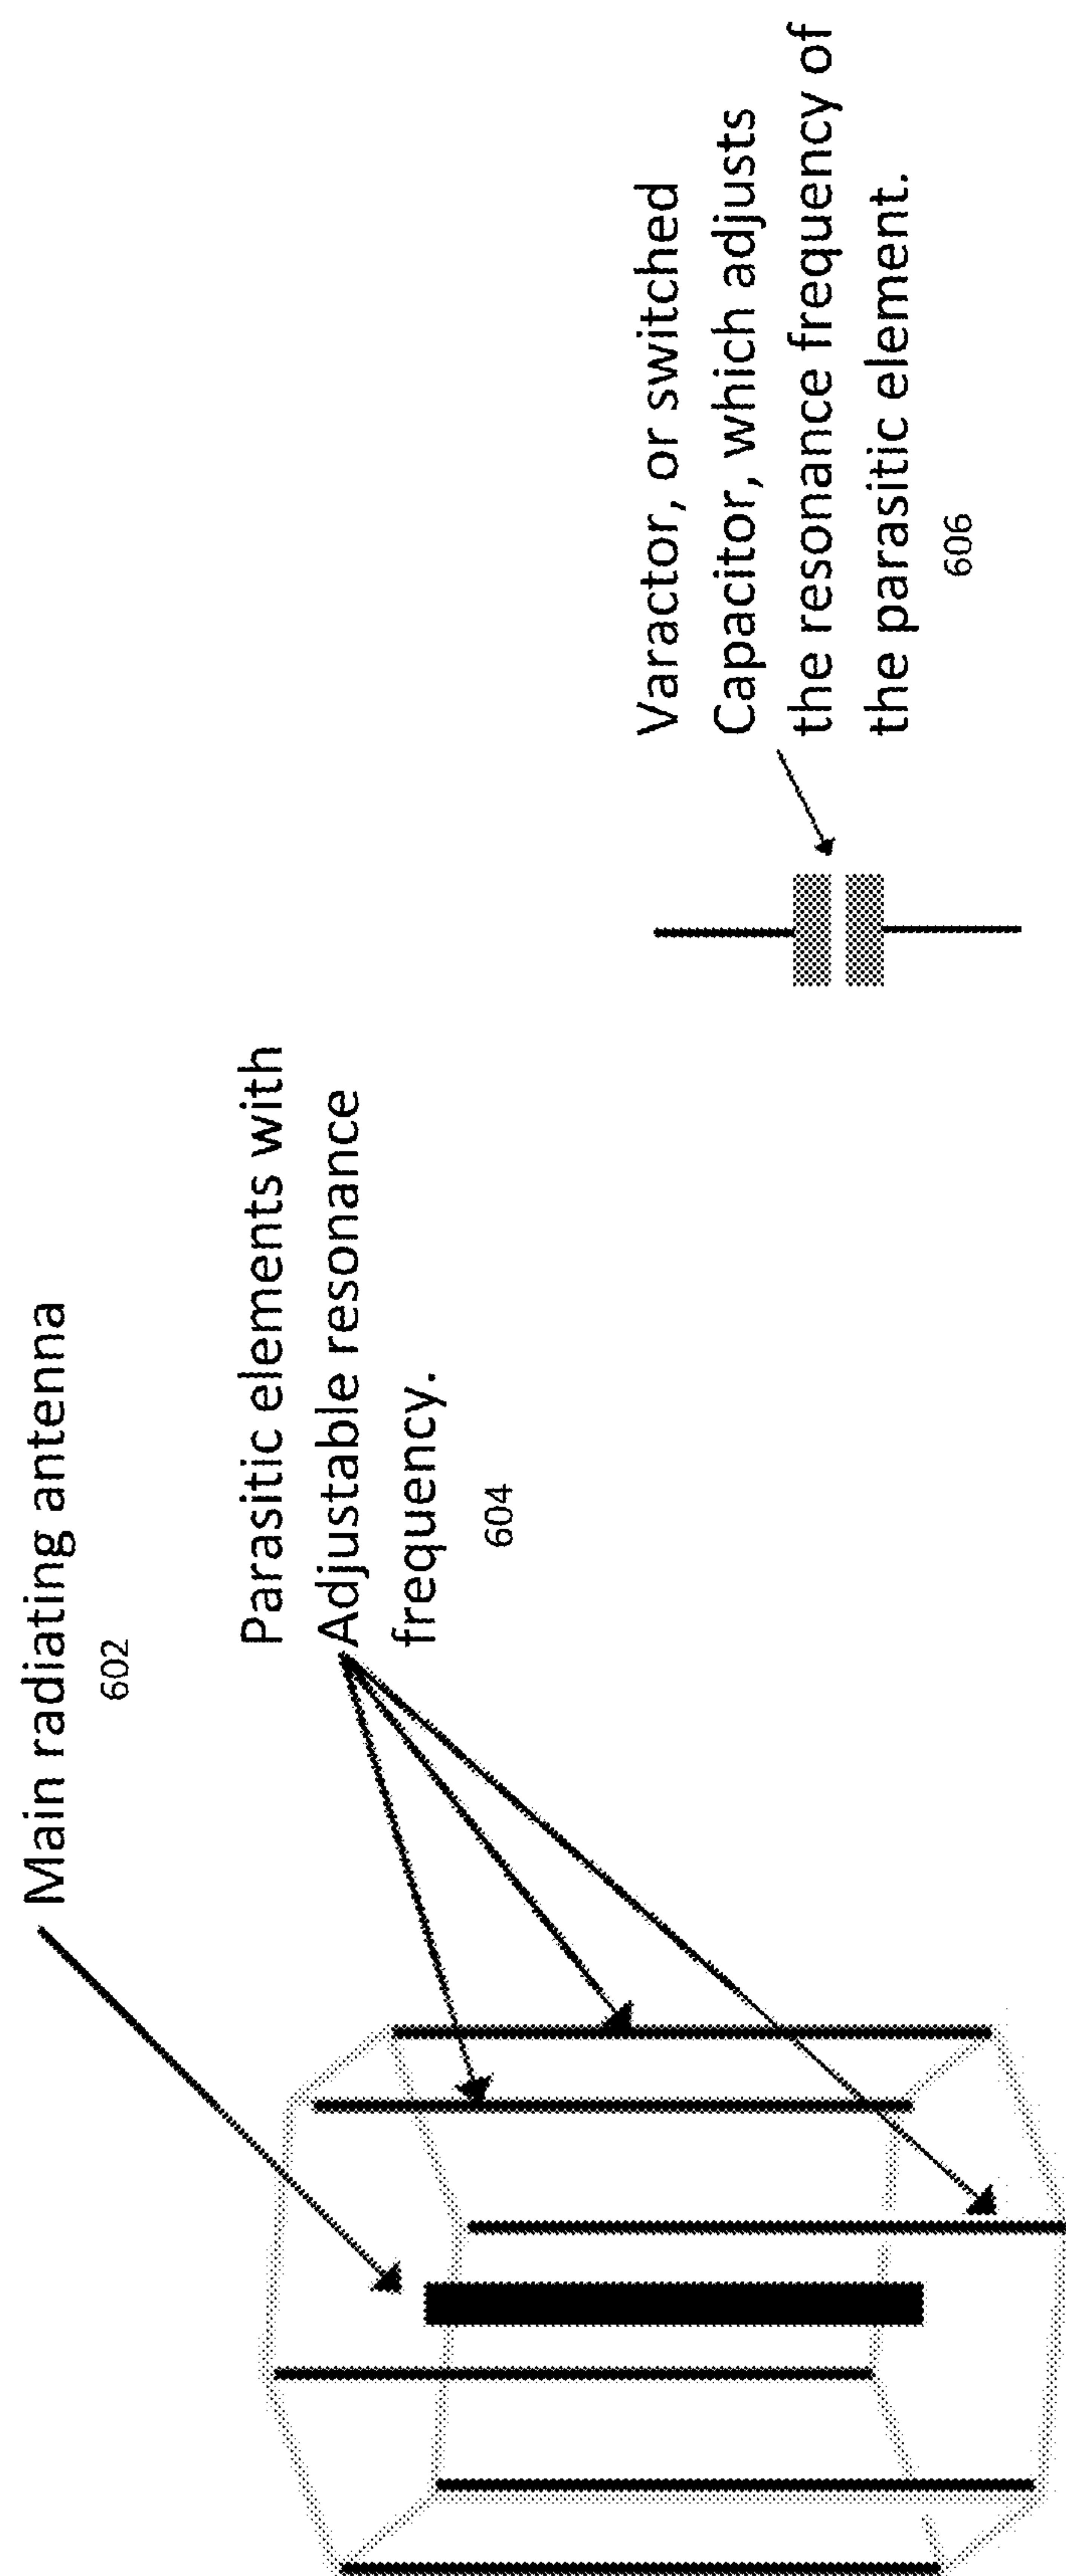 Main radiating antenna
602
Parasitic elements with
Adjustable resonance
frequency.
604
Varactor, or switched
Capacitor, which adjusts
the resonance frequency of
the parasitic element.
606